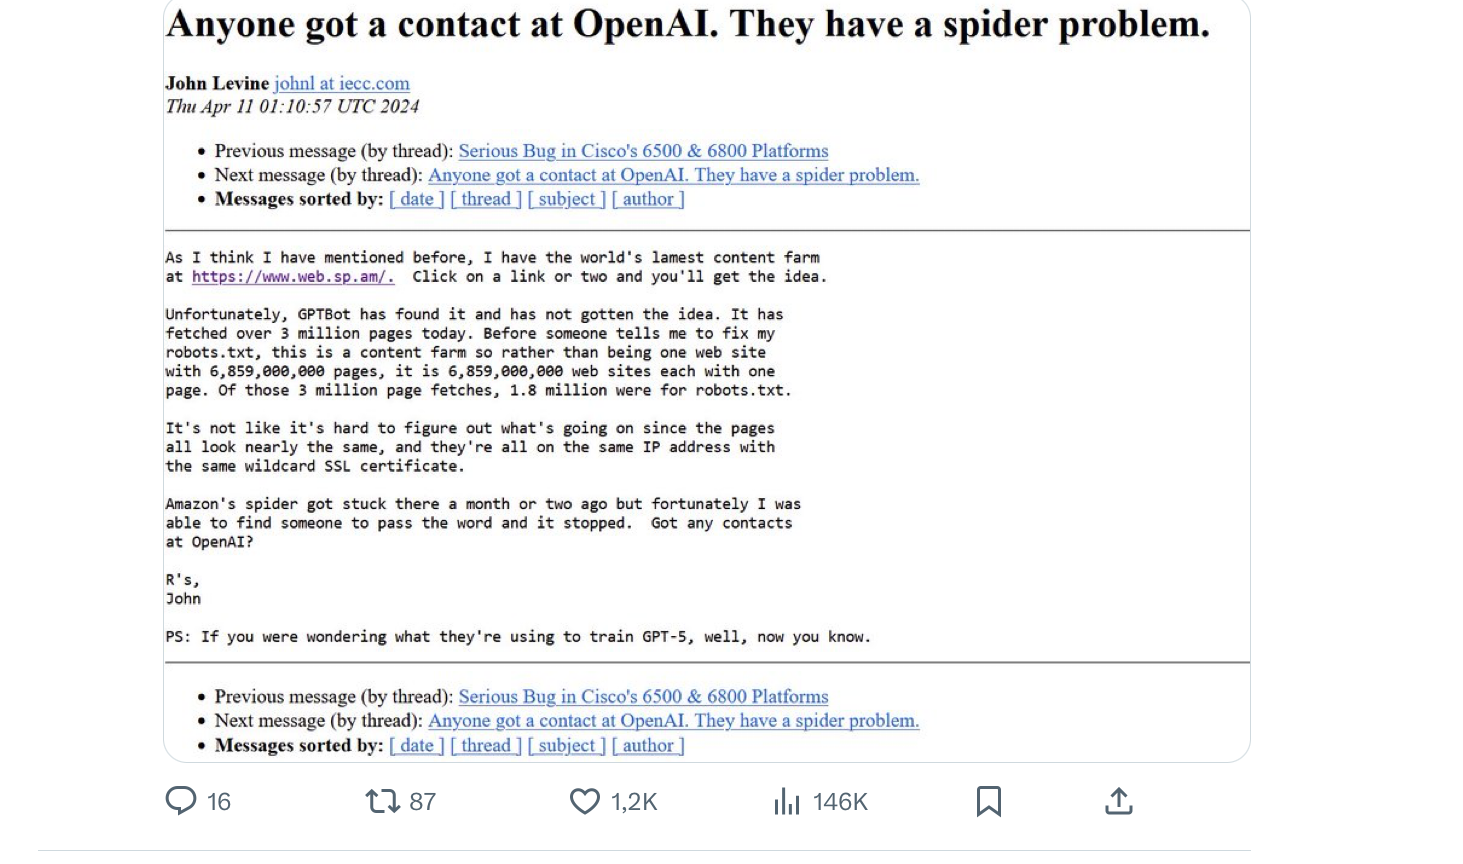 Anyone got a contact at OpenAI. They have a spider problem.
John Levine johnl at iecc.com
Thu Apr 11 01:10:57 UTC 2024
• Previous message (by thread): Serious Bug in Cisco's 6500 & 6800 Platforms
• Next message (by thread): Anyone got a contact at OpenAI. They have a spider problem.
• Messages sorted by: [ date ] [ thread ] [ subject ] [ author ]
As I think I have mentioned before, I have the world's lamest content farm
at https://www.web.sp.am/.  Click on a link or two and you'll get the idea.
Unfortunately, GPTBot has found it and has not gotten the idea. It has
fetched over 3 million pages today. Before someone tells me to fix my
robots.txt, this is a content farm so rather than being one web site
with 6,859,000,000 pages, it is 6,859,000,000 web sites each with one
page. Of those 3 million page fetches, 1.8 million were for robots.txt.
It's not like it's hard to figure out what's going on since the pages
all look nearly the same, and they're all on the same IP address with
the same wildcard SSL certificate.
Amazon's spider got stuck there a month or two ago but fortunately I was
able to find someone to pass the word and it stopped.  Got any contacts
at OpenAI?
R's,
John
PS: If you were wondering what they're using to train GPT-5, well, now you know.
• Previous message (by thread): Serious Bug in Cisco's 6500 & 6800 Platforms
• Next message (by thread): Anyone got a contact at OpenAI. They have a spider problem.
• Messages sorted by: [ date ] [ thread ] [ subject ] [ author ]
16 87 1,2K 146K